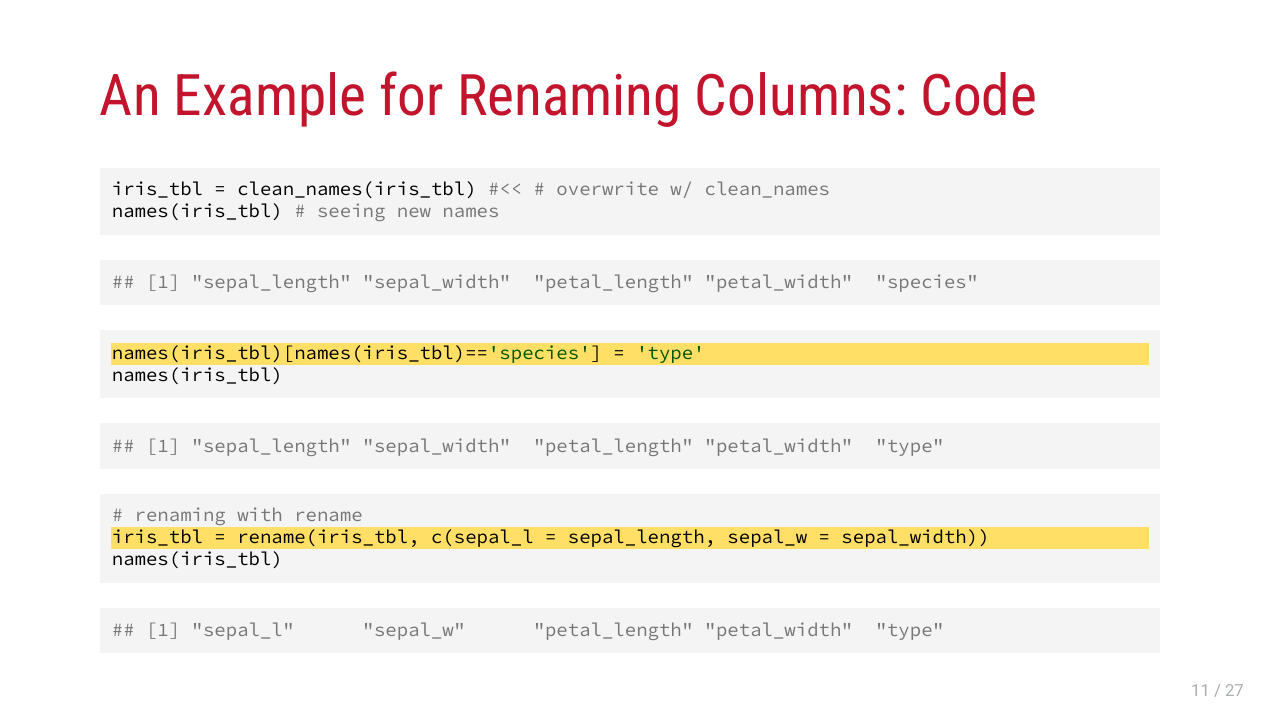 An Example for Renaming Columns: Code
iris_tbl = clean_names(iris_tbl) #<< # overwrite w/ clean_names
names(iris_tbl) # seeing new names
## [1] "sepal_length" "sepal_width"  "petal_length" "petal_width"  "species"
names(iris_tbl)[names(iris_tbl)=='species'] = 'type'
names(iris_tbl)
## [1] "sepal_length" "sepal_width"  "petal_length" "petal_width"  "type"
# renaming with rename
iris_tbl = rename(iris_tbl, c(sepal_l = sepal_length, sepal_w = sepal_width))
names(iris_tbl)
## [1] "sepal_l"      "sepal_w"      "petal_length" "petal_width"  "type"
11 / 27